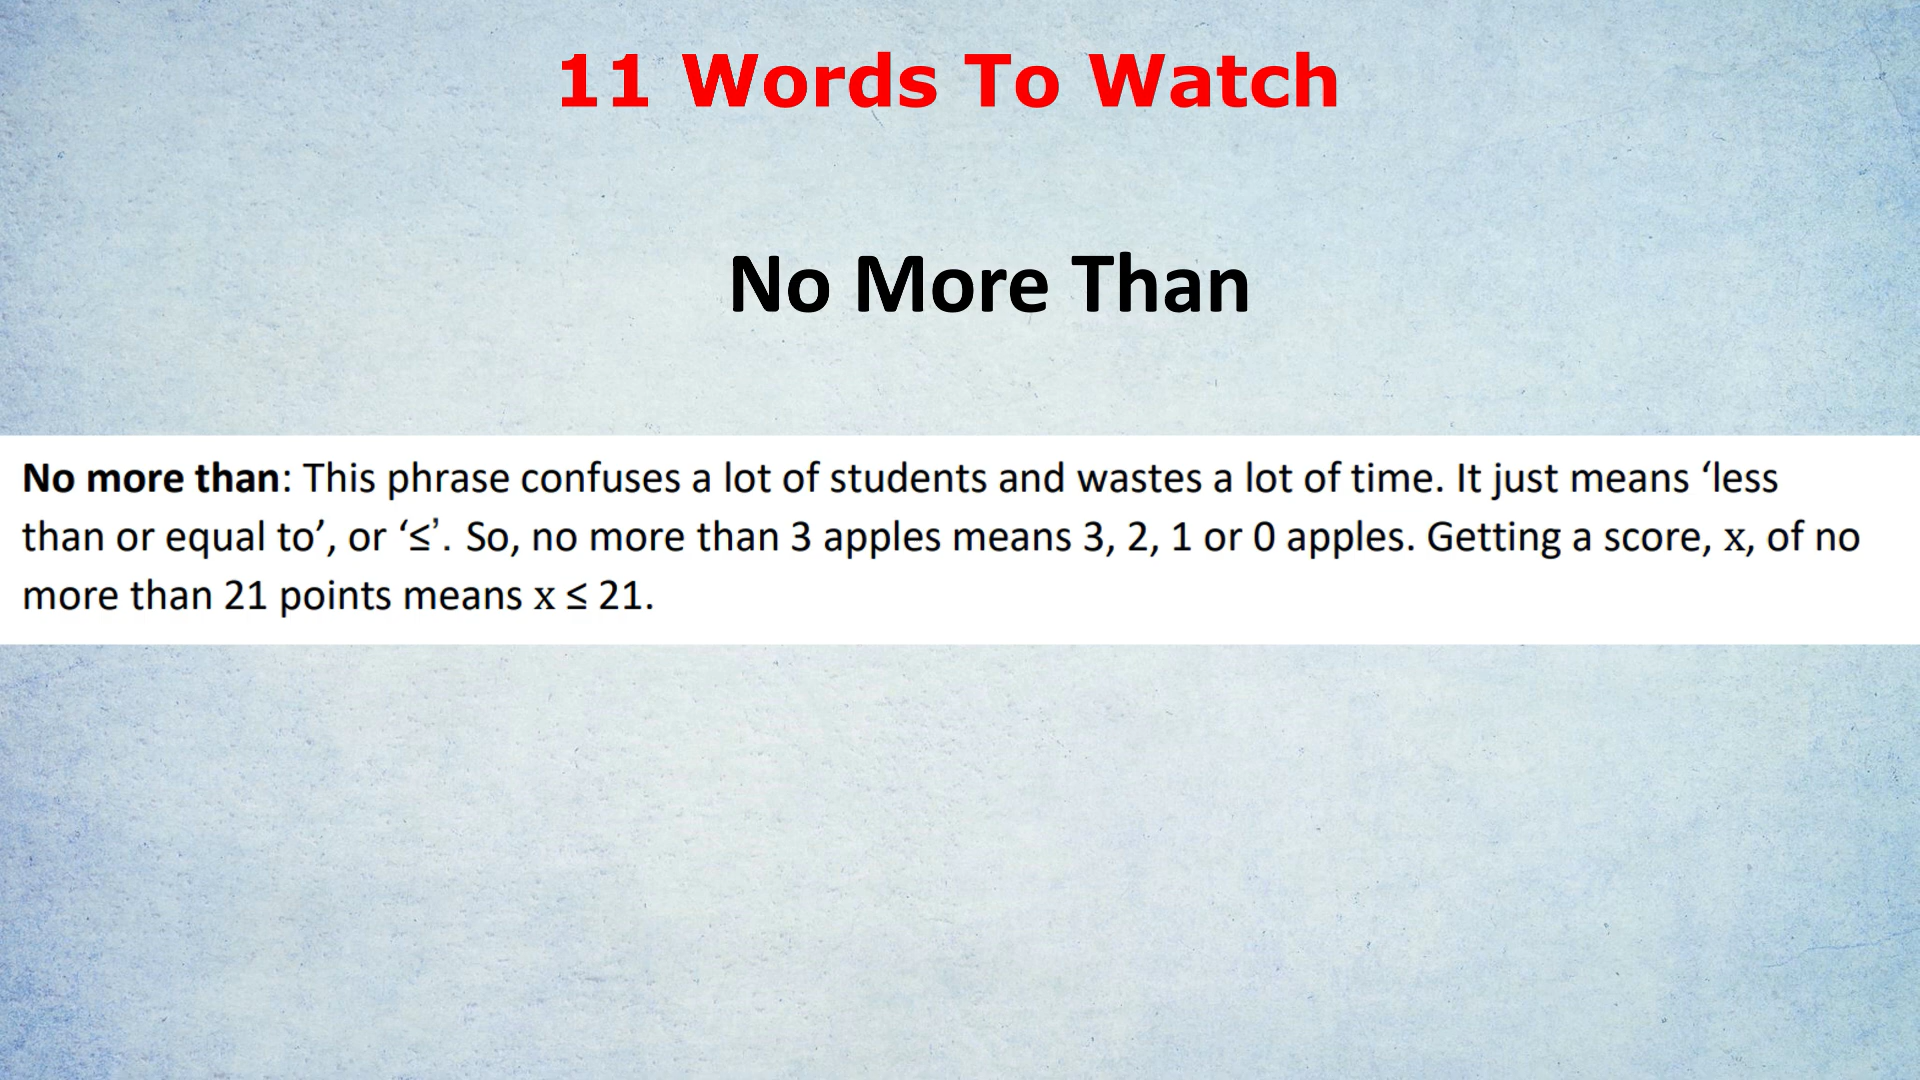 11 Words To Watch
No More Than
No more than: This phrase confuses a lot of students and wastes a lot of time. It just means ‘less
than or equal to’, or ‘≤’. So, no more than 3 apples means 3, 2, 1 or 0 apples. Getting a score, x, of no
more than 21 points means x ≤ 21.